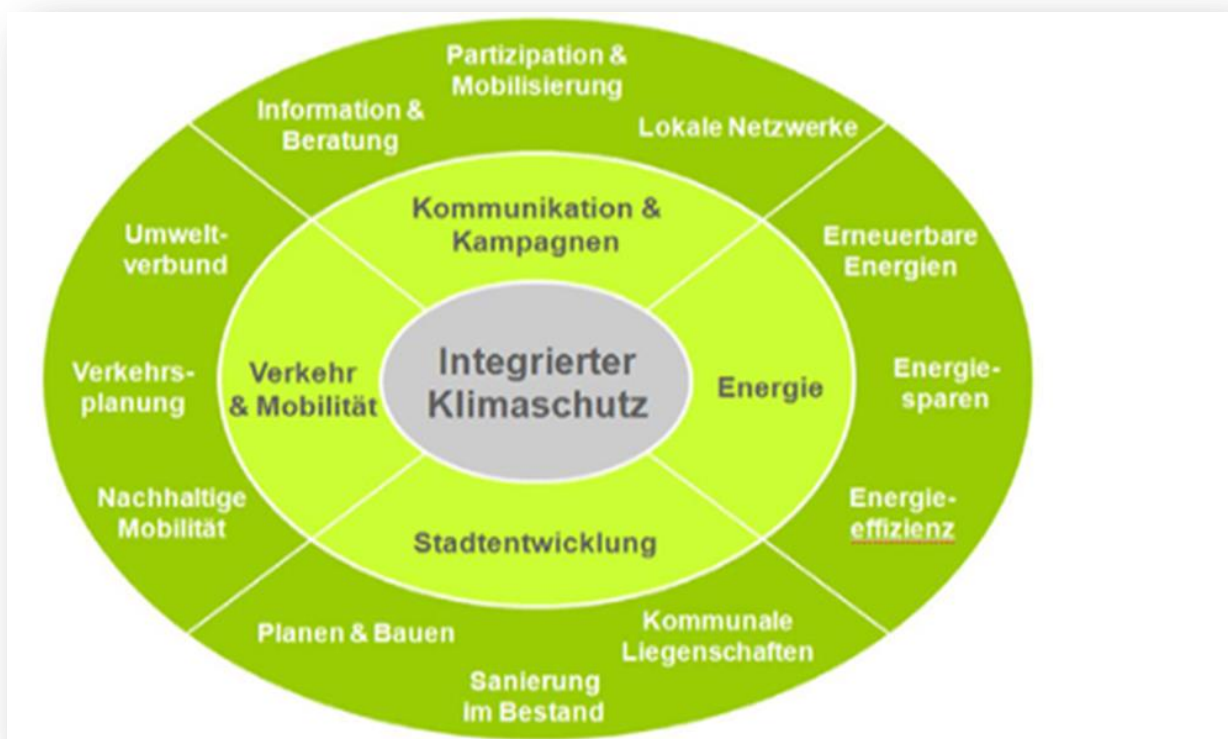 Partizipation &
Mobilisierung
Information &
Beratung
Lokale Netzwerke
Kommunikation &
Kampagnen
Umwelt-
verbund
Erneuerbare
Energien
Verkehrs-
planung
Verkehr
& Mobilität
Integrierter
Klimaschutz
Energie
Energie-
sparen
Nachhaltige
Mobilität
Energie-
effizienz
Stadtentwicklung
Planen & Bauen
Kommunale
Liegenschaften
Sanierung
im Bestand